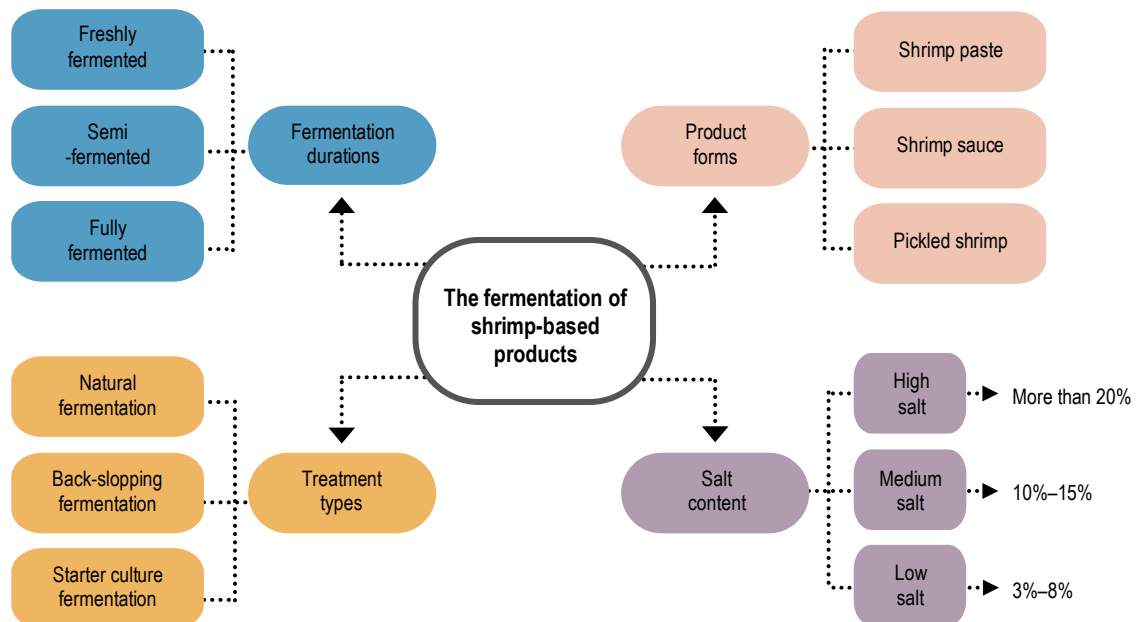 Freshly
fermented
Semi
-fermented
Fully
fermented
Fermentation
durations
Product
forms
Shrimp paste
Shrimp sauce
Pickled shrimp
The fermentation of
shrimp-based
products
Natural
fermentation
Back-slopping
fermentation
Starter culture
fermentation
Treatment
types
Salt
content
High
salt
More than 20%
Medium
salt
10%–15%
Low
salt
3%–8%